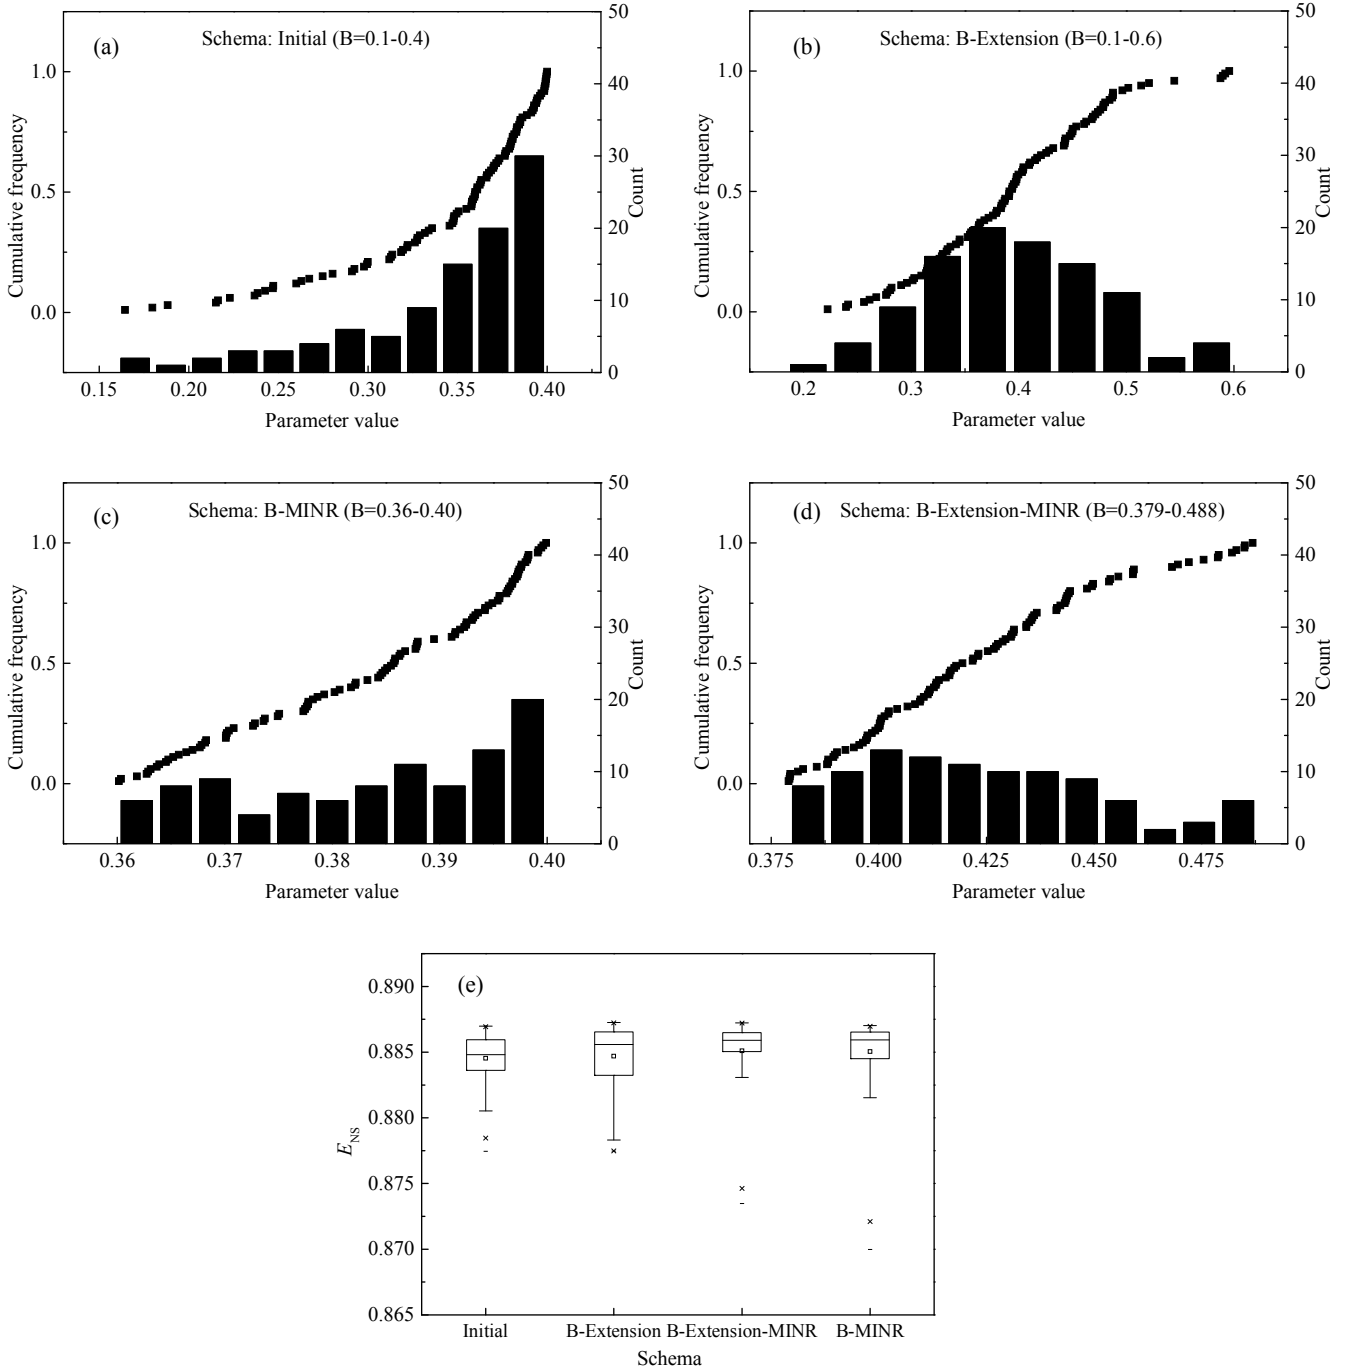 (a) Schema: Initial (B=0.1-0.4)
1.0
0.5
0.0
Cumulative frequency
50
40
30
20
10
0
Count
0.15 0.20 0.25 0.30 0.35 0.40
Parameter value
(b) Schema: B-Extension (B=0.1-0.6)
1.0
0.5
0.0
Cumulative frequency
50
40
30
20
10
0
Count
0.2 0.3 0.4 0.5 0.6
Parameter value
(c) Schema: B-MINR (B=0.36-0.40)
1.0
0.5
0.0
Cumulative frequency
50
40
30
20
10
0
Count
0.36 0.37 0.38 0.39 0.40
Parameter value
(d) Schema: B-Extension-MINR (B=0.379-0.488)
1.0
0.5
0.0
Cumulative frequency
50
40
30
20
10
0
Count
0.375 0.400 0.425 0.450 0.475
Parameter value
(e)
0.890
0.885
0.880
0.875
0.870
0.865
E_NS
Initial B-Extension B-Extension-MINR B-MINR
Schema